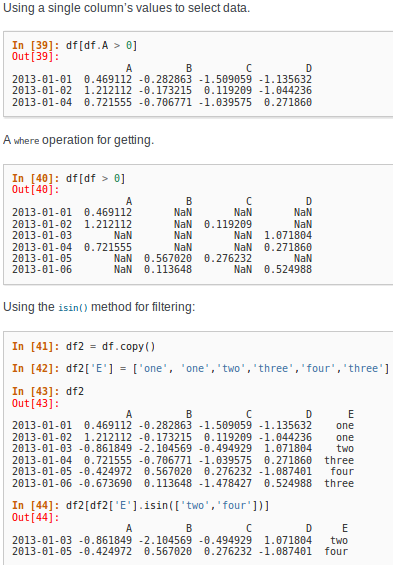 Using a single column's values to select data.
In [39]: df[df.A > 0]
Out[39]:
                   A         B         C         D
2013-01-01  0.469112 -0.282863 -1.509059 -1.135632
2013-01-02  1.212112 -0.173215  0.119209 -1.044236
2013-01-04  0.721555 -0.706771 -1.039575  0.271860
A where operation for getting.
In [40]: df[df > 0]
Out[40]:
                   A         B         C         D
2013-01-01  0.469112       NaN       NaN       NaN
2013-01-02  1.212112       NaN  0.119209       NaN
2013-01-03       NaN       NaN       NaN  1.071804
2013-01-04  0.721555       NaN       NaN  0.271860
2013-01-05       NaN  0.567020  0.276232       NaN
2013-01-06       NaN  0.113648       NaN  0.524988
Using the isin() method for filtering:
In [41]: df2 = df.copy()
In [42]: df2['E'] = ['one', 'one','two','three','four','three']
In [43]: df2
Out[43]:
                   A         B         C         D      E
2013-01-01  0.469112 -0.282863 -1.509059 -1.135632    one
2013-01-02  1.212112 -0.173215  0.119209 -1.044236    one
2013-01-03 -0.861849 -2.104569 -0.494929  1.071804    two
2013-01-04  0.721555 -0.706771 -1.039575  0.271860  three
2013-01-05 -0.424972  0.567020  0.276232 -1.087401   four
2013-01-06 -0.673690  0.113648 -1.478427  0.524988  three
In [44]: df2[df2['E'].isin(['two','four'])]
Out[44]:
                   A         B         C         D     E
2013-01-03 -0.861849 -2.104569 -0.494929  1.071804   two
2013-01-05 -0.424972  0.567020  0.276232 -1.087401  four